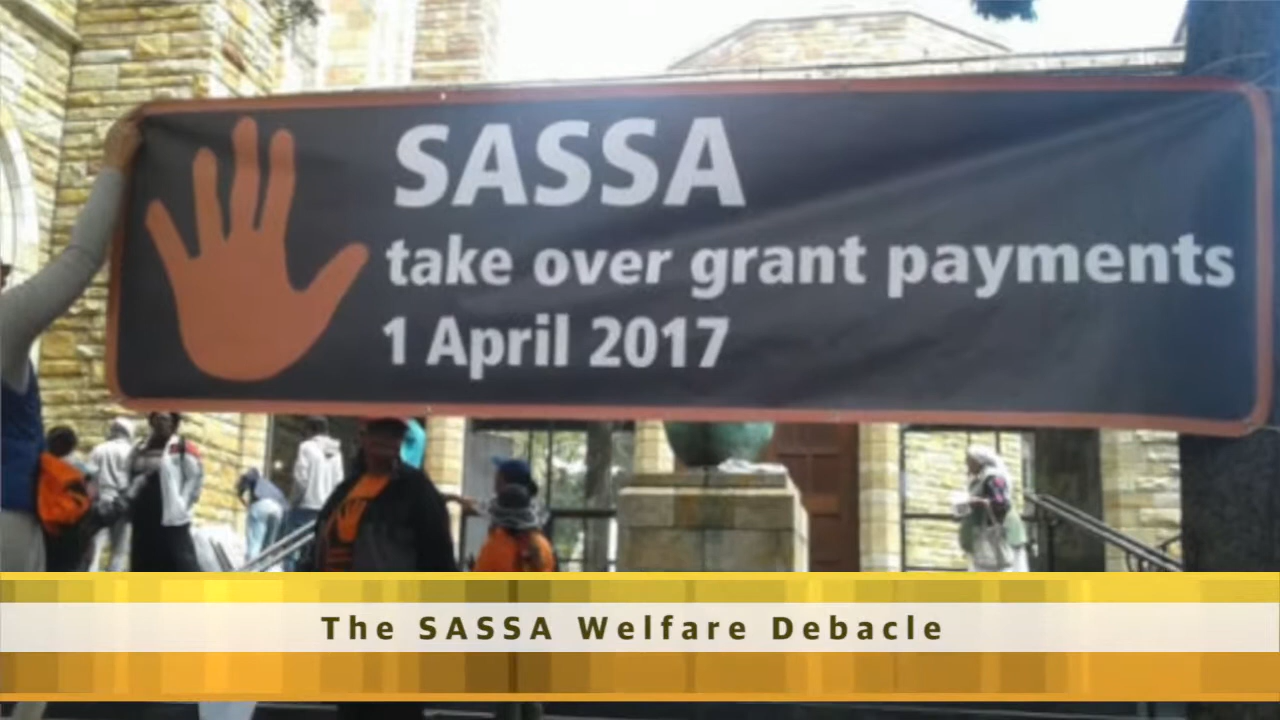 SASSA
take over grant payments
1 April 2017
The SASSA Welfare Debacle